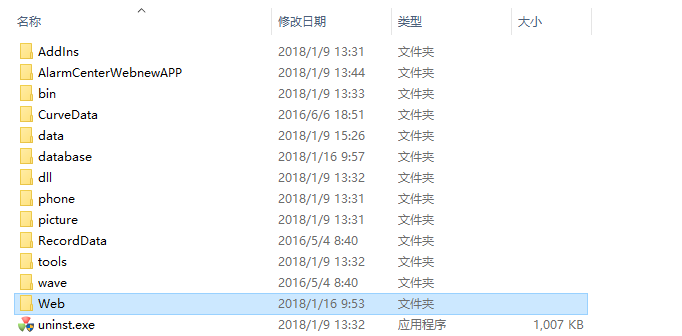 名称 修改日期 类型 大小
AddIns 2018/1/9 13:31 文件夹
AlarmCenterWebnewAPP 2018/1/9 13:44 文件夹
bin 2018/1/9 13:33 文件夹
CurveData 2016/6/6 18:51 文件夹
data 2018/1/9 15:26 文件夹
database 2018/1/16 9:57 文件夹
dll 2018/1/9 13:32 文件夹
phone 2018/1/9 13:31 文件夹
picture 2018/1/9 13:31 文件夹
RecordData 2016/5/4 8:40 文件夹
tools 2018/1/9 13:32 文件夹
wave 2016/5/4 8:40 文件夹
Web 2018/1/16 9:53 文件夹
uninst.exe 2018/1/9 13:32 应用程序 1,007 KB